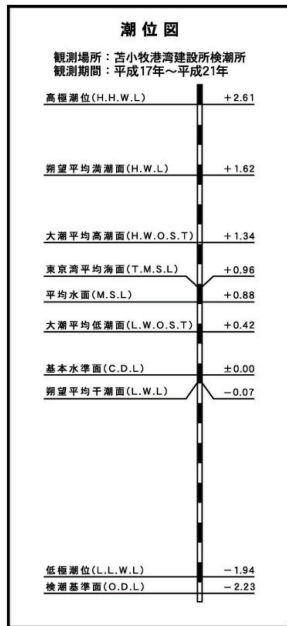 潮位図
観測場所：苫小牧港湾建設所検潮所
観測期間：平成17年～平成21年
高極潮位(H.H.W.L) +2.61
朔望平均満潮面(H.W.L) +1.62
大潮平均高潮面(H.W.O.S.T) +1.34
東京湾平均海面(T.M.S.L) +0.96
平均水面(M.S.L) +0.88
大潮平均低潮面(L.W.O.S.T) +0.42
基本水準面(C.D.L) ±0.00
朔望平均干潮面(L.W.L) −0.07
低極潮位(L.L.W.L) −1.94
検潮基準面(O.D.L) −2.23